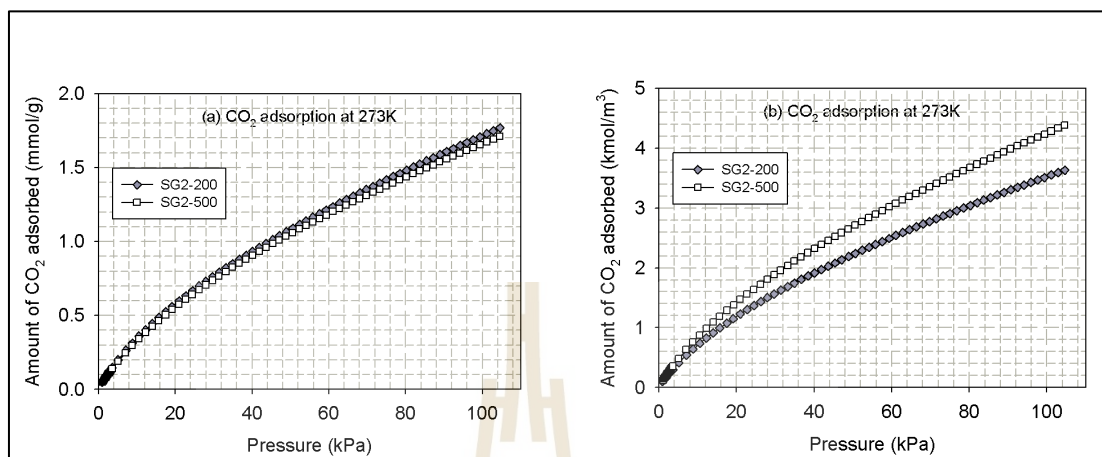 (a) CO₂ adsorption at 273K
Amount of CO₂ adsorbed (mmol/g)
2.0
1.5
1.0
0.5
0.0
SG2-200
SG2-500
0 20 40 60 80 100
Pressure (kPa)
(b) CO₂ adsorption at 273K
Amount of CO₂ adsorbed (kmol/m³)
5
4
3
2
1
0
SG2-200
SG2-500
0 20 40 60 80 100
Pressure (kPa)